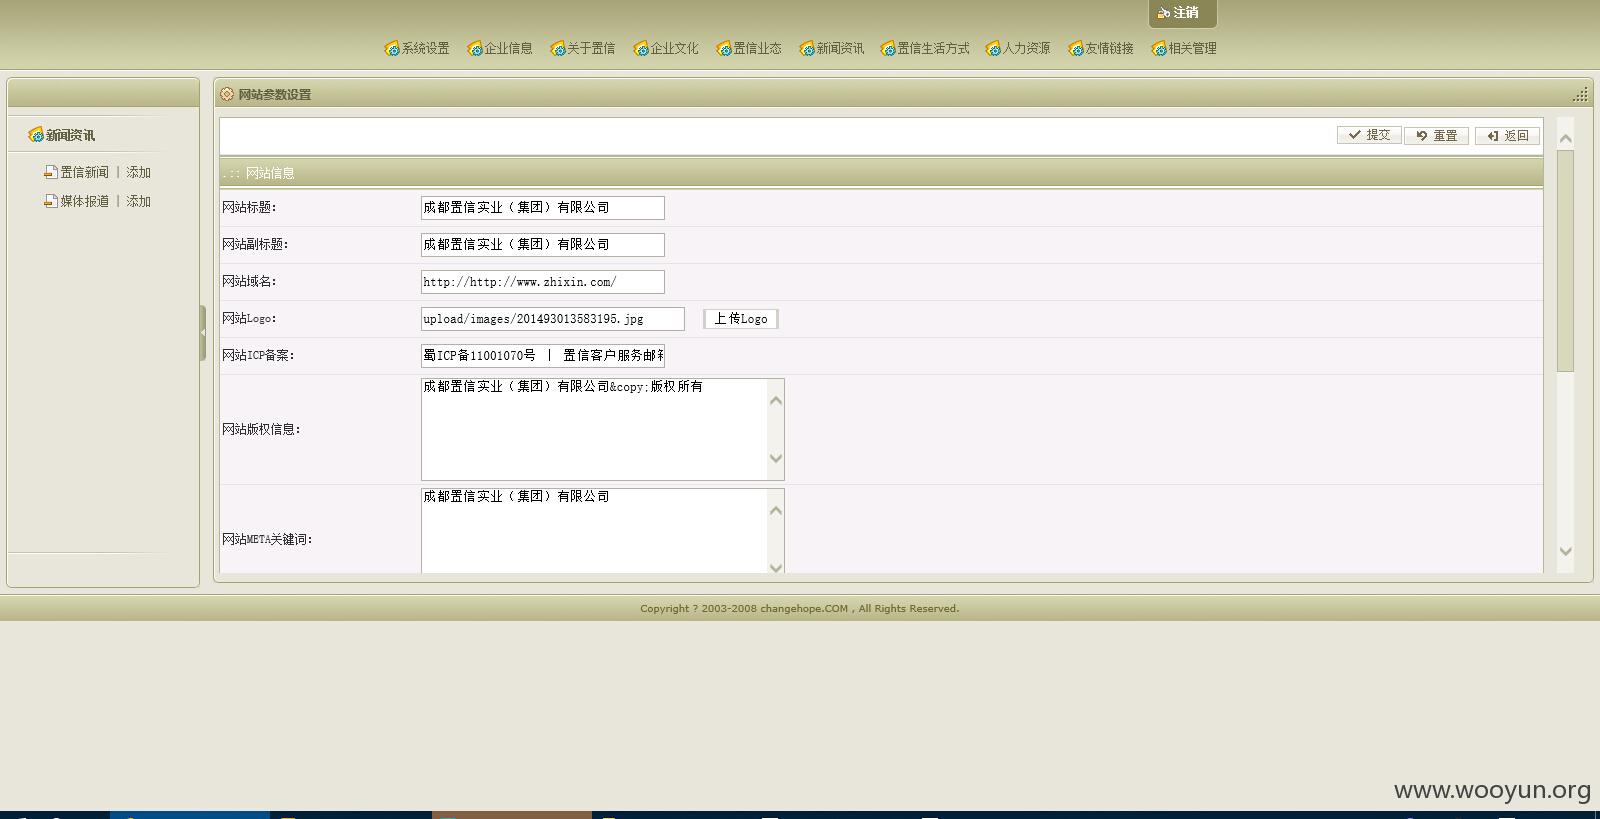 注销
系统设置 企业信息 关于置信 企业文化 置信业态 新闻资讯 置信生活方式 人力资源 友情链接 相关管理
网站参数设置
新闻资讯
置信新闻 | 添加
媒体报道 | 添加
提交 重置 返回
.:: 网站信息
网站标题: 成都置信实业（集团）有限公司
网站副标题: 成都置信实业（集团）有限公司
网站域名: http://http://www.zhixin.com/
网站Logo: upload/images/201493013583195.jpg 上传Logo
网站ICP备案: 蜀ICP备11001070号 | 置信客户服务邮箱
网站版权信息: 成都置信实业（集团）有限公司&copy;版权所有
网站META关键词: 成都置信实业（集团）有限公司
Copyright ? 2003-2008 changehope.COM , All Rights Reserved.
www.wooyun.org